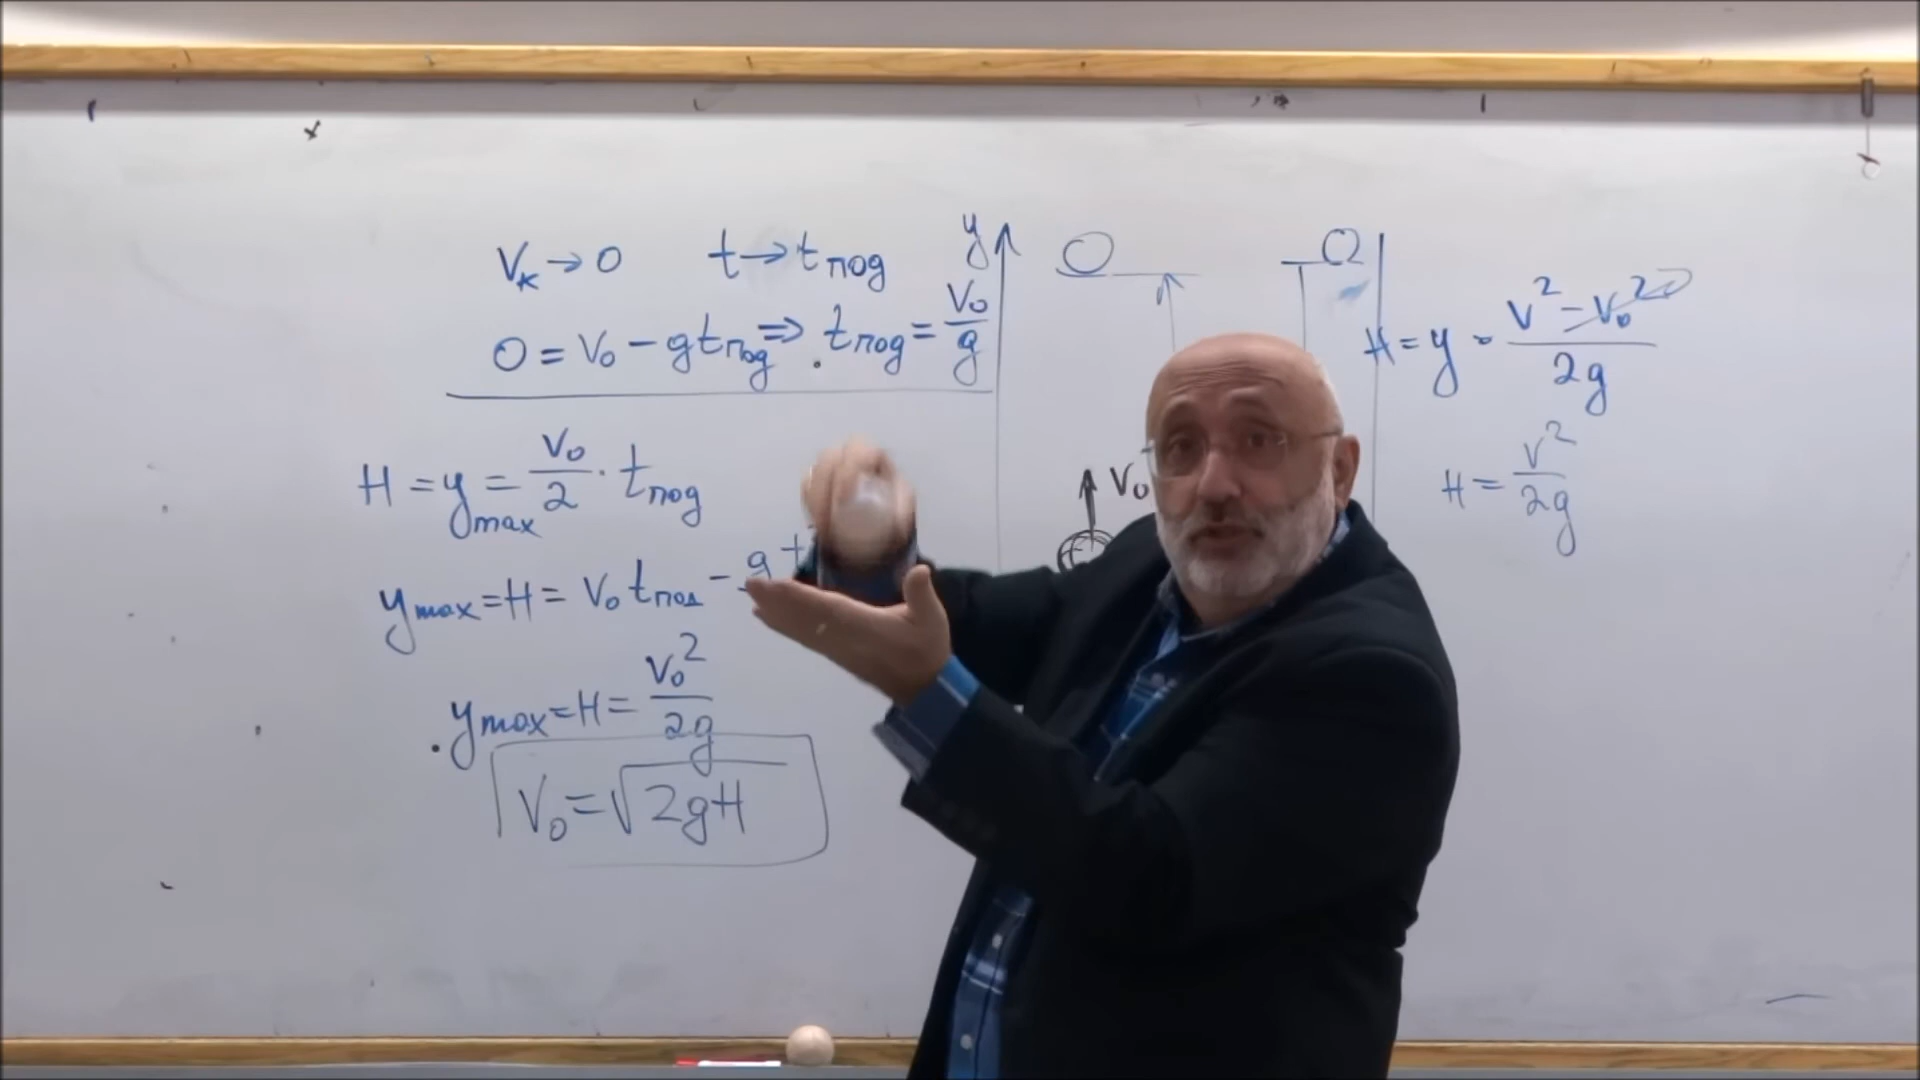 Vк → 0 t → tпод
0 = V₀ − gtпод ⇒ tпод = V₀/g
H = ymax = V₀/2 · tпод
ymax = H = V₀tпод − g t
ymax = H = V₀²/2g
V₀ = √2gH
y
V₀
H = y = V² − V₀²/2g → 0
H = V²/2g